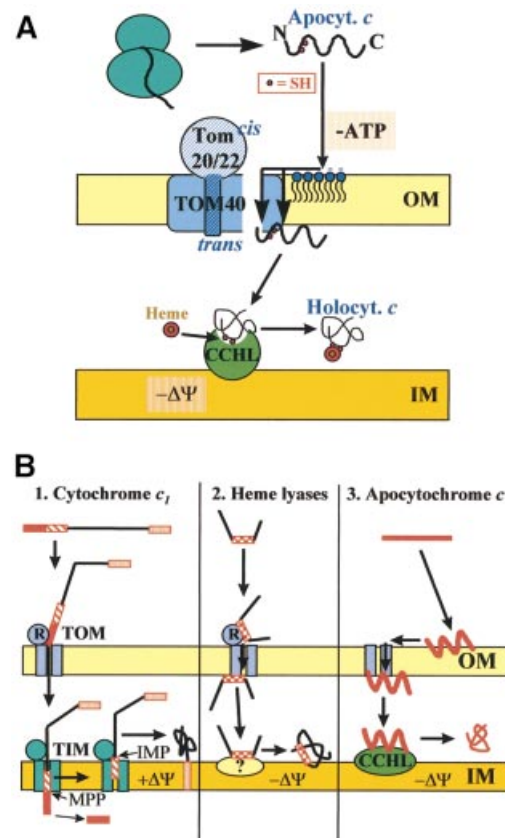 A
N
Apocyt. c
C
= SH
-ATP
Tom
20/22
cis
TOM40
trans
OM
Heme
CCHL
Holocyt. c
−ΔΨ
IM
B
1. Cytochrome c1
2. Heme lyases
3. Apocytochrome c
R
TOM
R
OM
TIM
IMP
MPP
+ΔΨ
?
−ΔΨ
CCHL
−ΔΨ
IM